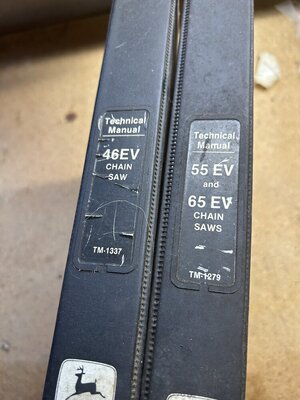 Technical
Manual
46EV
CHAIN
SAW
TM-1337
Technical
Manual
55 EV
and
65 EV
CHAIN
SAWS
TM-1279